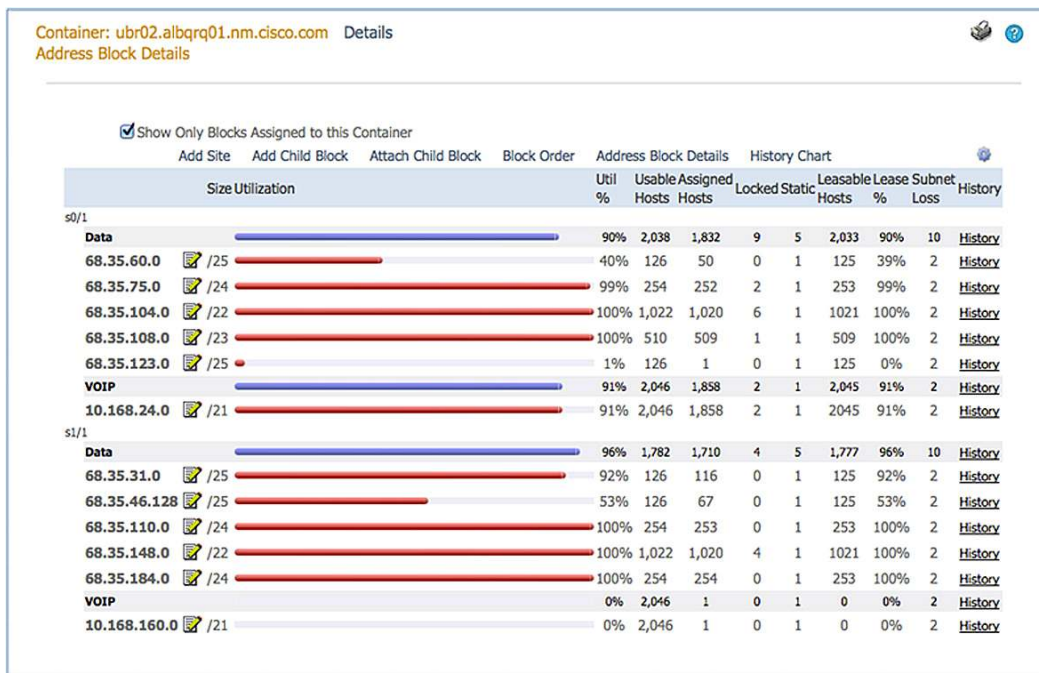 Container: ubr02.albqrq01.nm.cisco.com Details
Address Block Details
Show Only Blocks Assigned to this Container
Add Site Add Child Block Attach Child Block Block Order Address Block Details History Chart
Size Utilization Util % Usable Hosts Assigned Hosts Locked Static Leasable Hosts Lease % Subnet Loss History
s0/1
Data 90% 2,038 1,832 9 5 2,033 90% 10 History
68.35.60.0 /25 40% 126 50 0 1 125 39% 2 History
68.35.75.0 /24 99% 254 252 2 1 253 99% 2 History
68.35.104.0 /22 100% 1,022 1,020 6 1 1021 100% 2 History
68.35.108.0 /23 100% 510 509 1 1 509 100% 2 History
68.35.123.0 /25 1% 126 1 0 1 125 0% 2 History
VOIP 91% 2,046 1,858 2 1 2,045 91% 2 History
10.168.24.0 /21 91% 2,046 1,858 2 1 2045 91% 2 History
s1/1
Data 96% 1,782 1,710 4 5 1,777 96% 10 History
68.35.31.0 /25 92% 126 116 0 1 125 92% 2 History
68.35.46.128 /25 53% 126 67 0 1 125 53% 2 History
68.35.110.0 /24 100% 254 253 0 1 253 100% 2 History
68.35.148.0 /22 100% 1,022 1,020 4 1 1021 100% 2 History
68.35.184.0 /24 100% 254 254 0 1 253 100% 2 History
VOIP 0% 2,046 1 0 1 0 0% 2 History
10.168.160.0 /21 0% 2,046 1 0 1 0 0% 2 History